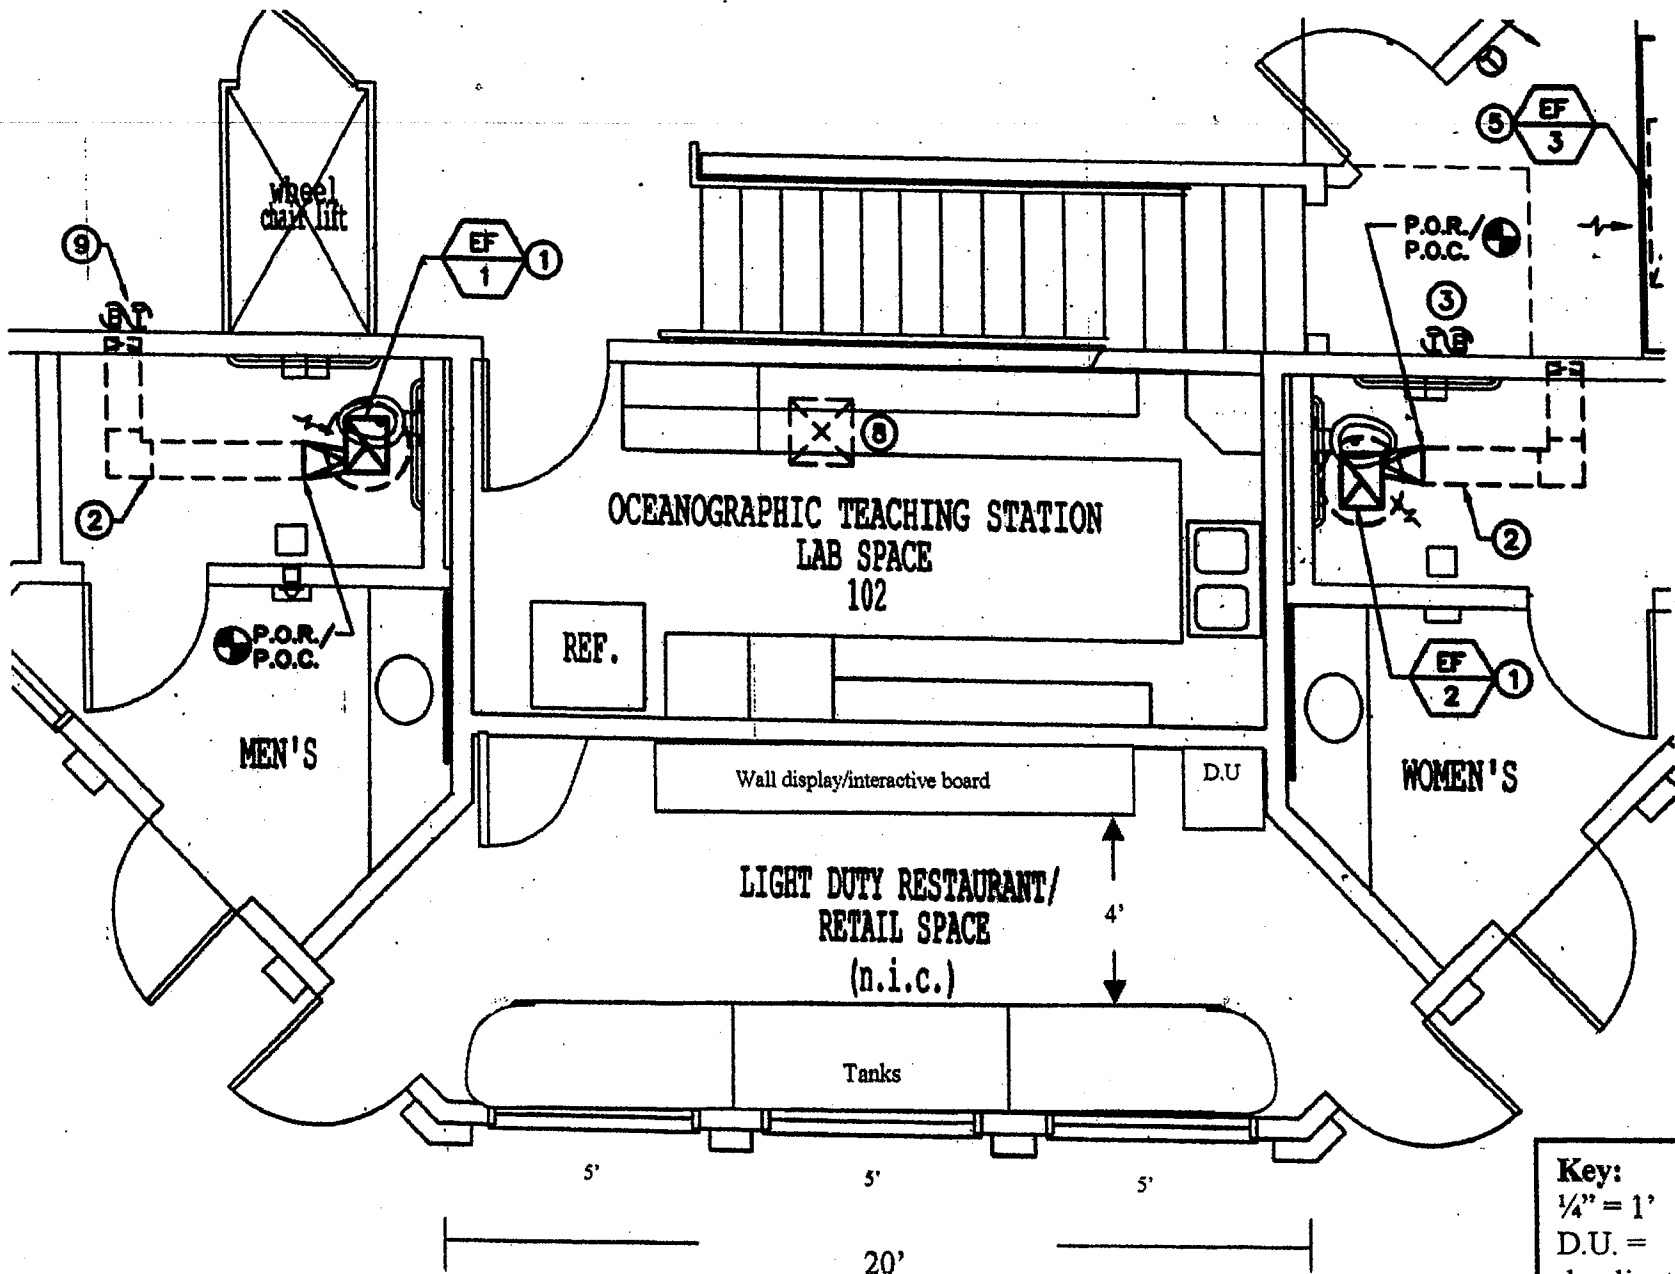 EF
3
5
wheel
chair lift
9
EF
1
1
P.O.R./
P.O.C.
3
8
OCEANOGRAPHIC TEACHING STATION
LAB SPACE
102
2
2
REF.
P.O.R./
P.O.C.
EF
2
1
MEN'S
WOMEN'S
Wall display/interactive board
D.U
LIGHT DUTY RESTAURANT/
RETAIL SPACE
(n.i.c.)
4'
Tanks
5'
5'
5'
20'
Key:
¼" = 1'
D.U. =